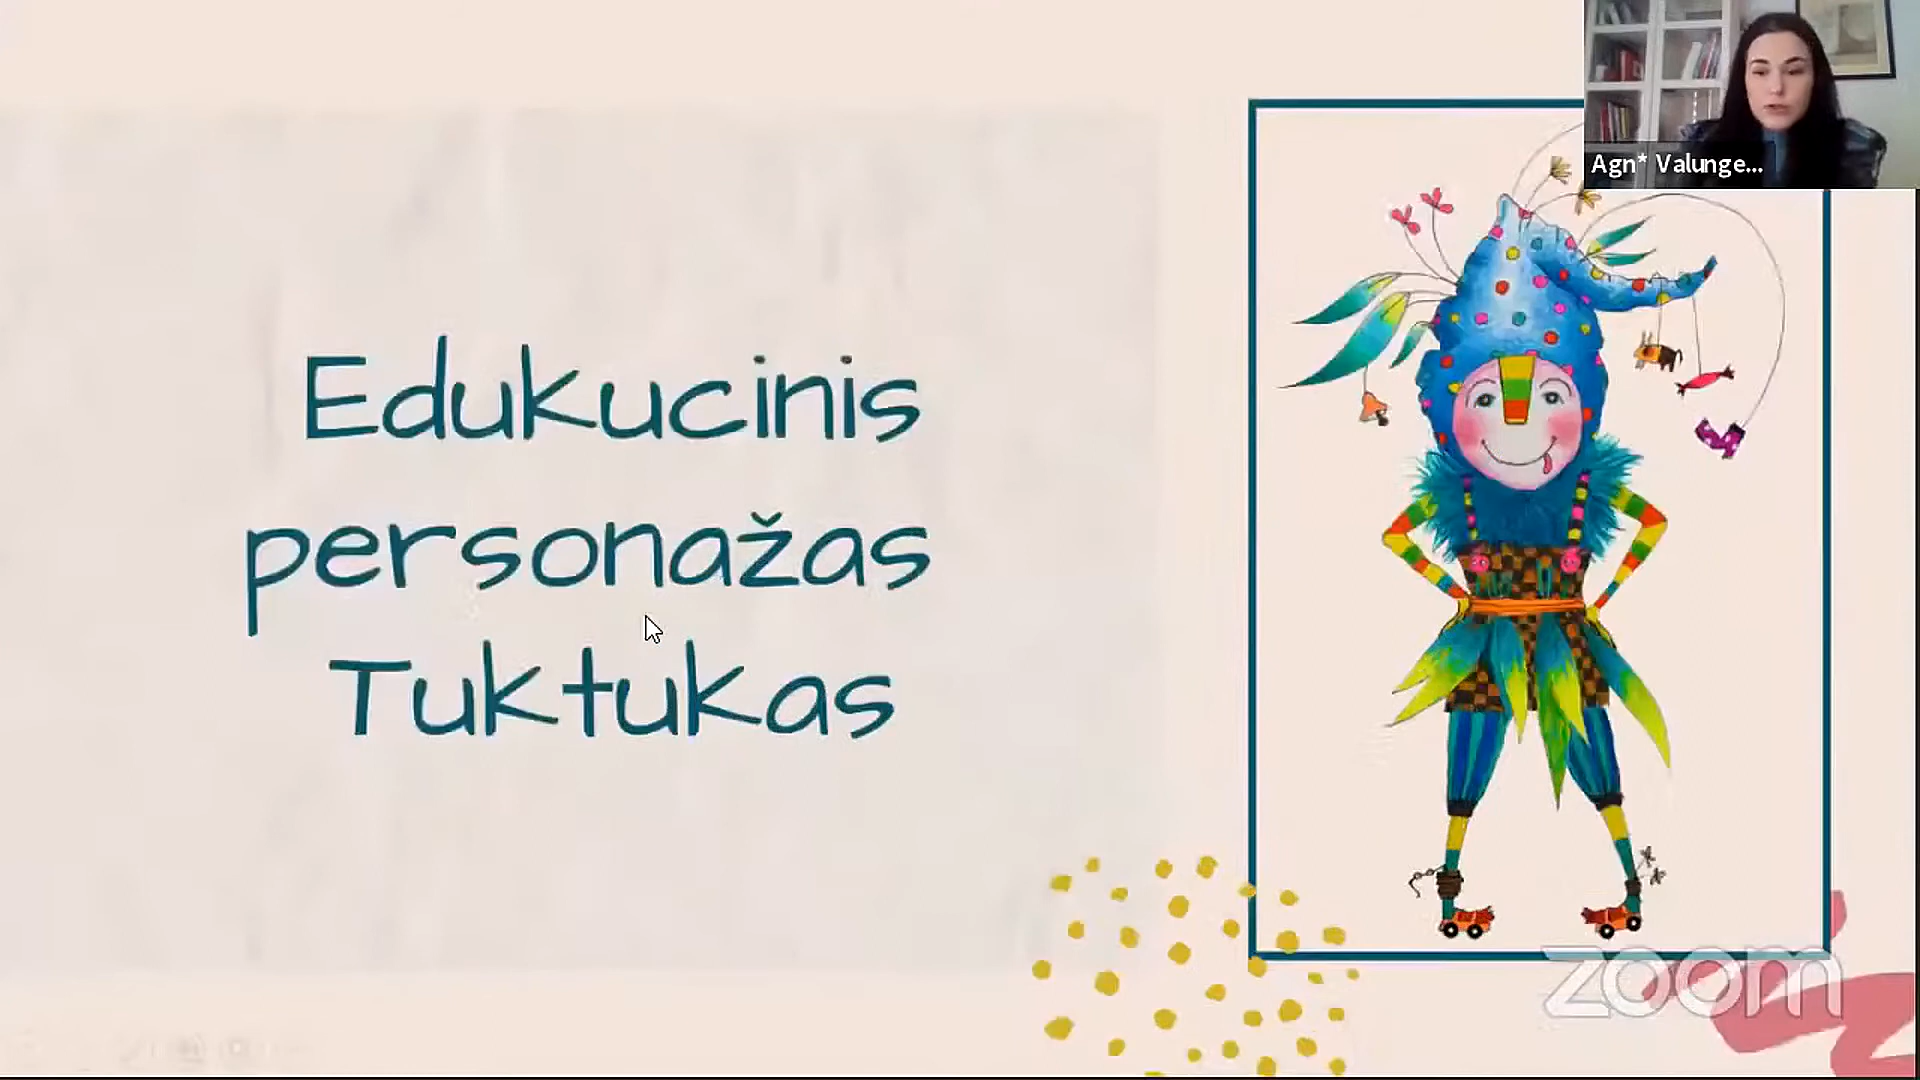 Agn* Valunge...
Edukucinis
personažas
Tuktukas
zoom